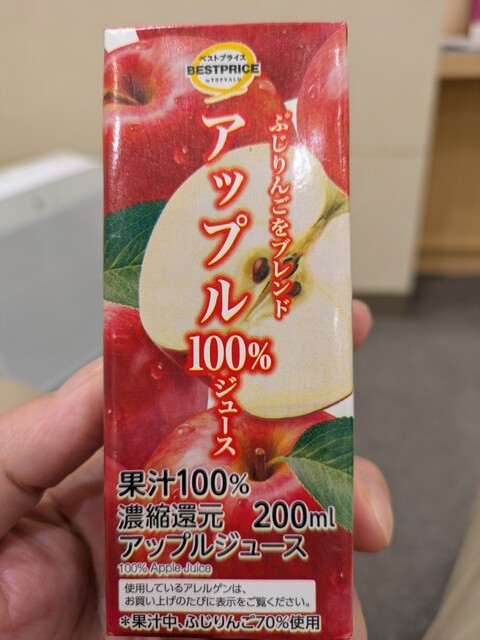 ベストプライス
BESTPRICE
by TOPVALU
ふじりんごをブレンド
アップル
100%
ジュース
果汁100%
濃縮還元 200ml
アップルジュース
100% Apple Juice
使用しているアレルゲンは、
お買い上げのたびに表示をご覧ください。
*果汁中、ふじりんご70%使用